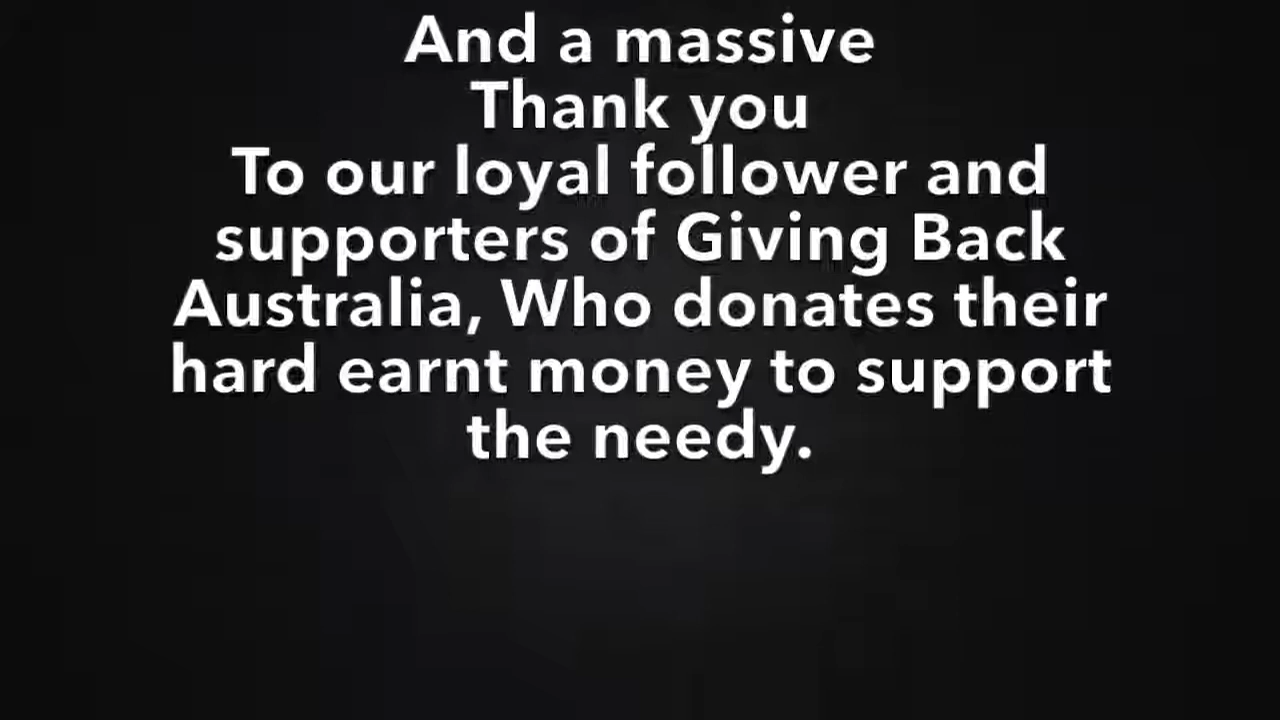 And a massive
Thank you
To our loyal follower and
supporters of Giving Back
Australia, Who donates their
hard earnt money to support
the needy.